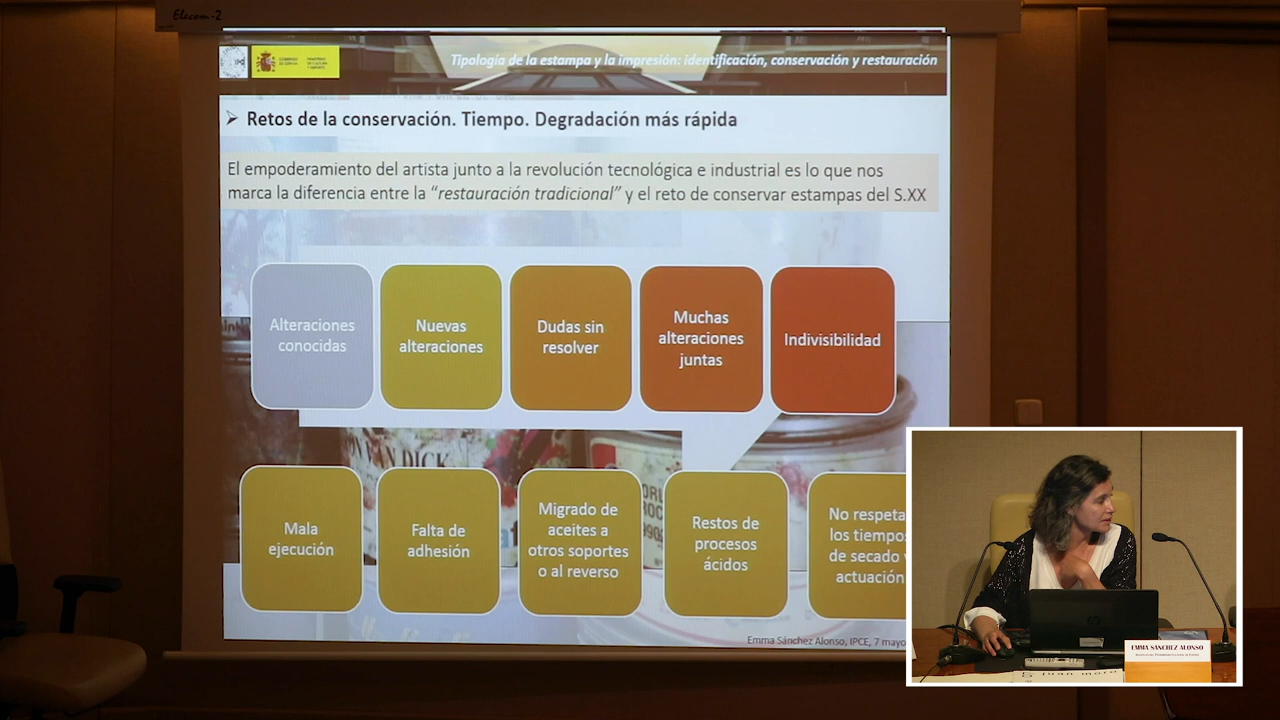 Elecom-2
Tipología de la estampa y la impresión: identificación, conservación y restauración
Retos de la conservación. Tiempo. Degradación más rápida
El empoderamiento del artista junto a la revolución tecnológica e industrial es lo que nos
marca la diferencia entre la “restauración tradicional” y el reto de conservar estampas del S.XX
Alteraciones
conocidas
Nuevas
alteraciones
Dudas sin
resolver
Muchas
alteraciones
juntas
Indivisibilidad
VAN DICK
Mala
ejecución
Falta de
adhesión
Migrado de
aceites a
otros soportes
o al reverso
Restos de
procesos
ácidos
No respeta
los tiempos
de secado y
actuación
Emma Sánchez Alonso, IPCE, 7 mayo
EMMA SÁNCHEZ ALONSO